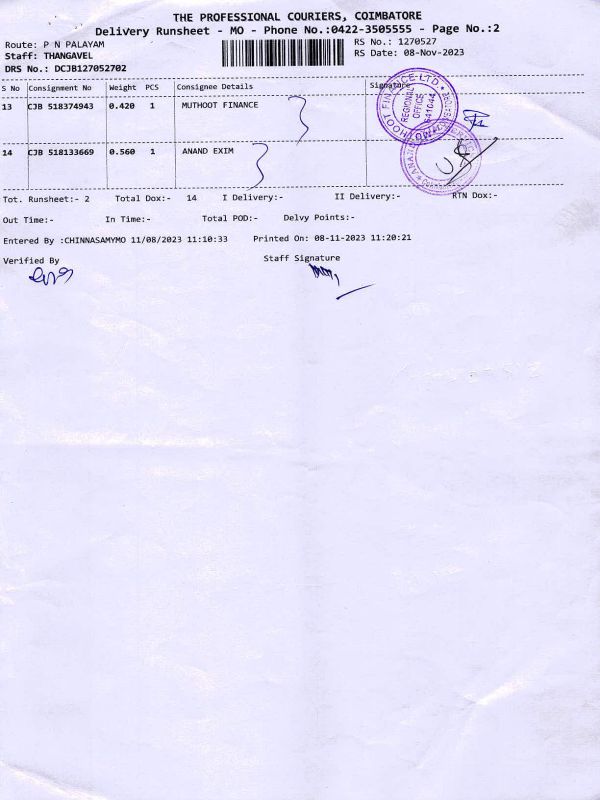 THE PROFESSIONAL COURIERS, COIMBATORE
Delivery Runsheet - MO - Phone No.:0422-3505555 - Page No.:2
Route: P N PALAYAM RS No.: 1270527
Staff: THANGAVEL RS Date: 08-Nov-2023
DRS No.: DCJB127052702
S No Consignment No Weight PCS Consignee Details Signature
13 CJB 518374943 0.420 1 MUTHOOT FINANCE
REGIONAL
OFFICE
641044
14 CJB 518133669 0.560 1 ANAND EXIM
Tot. Runsheet:- 2 Total Dox:- 14 I Delivery:- II Delivery:- RTN Dox:-
Out Time:- In Time:- Total POD:- Delvy Points:-
Entered By :CHINNASAMYMO 11/08/2023 11:10:33 Printed On: 08-11-2023 11:20:21
Verified By Staff Signature